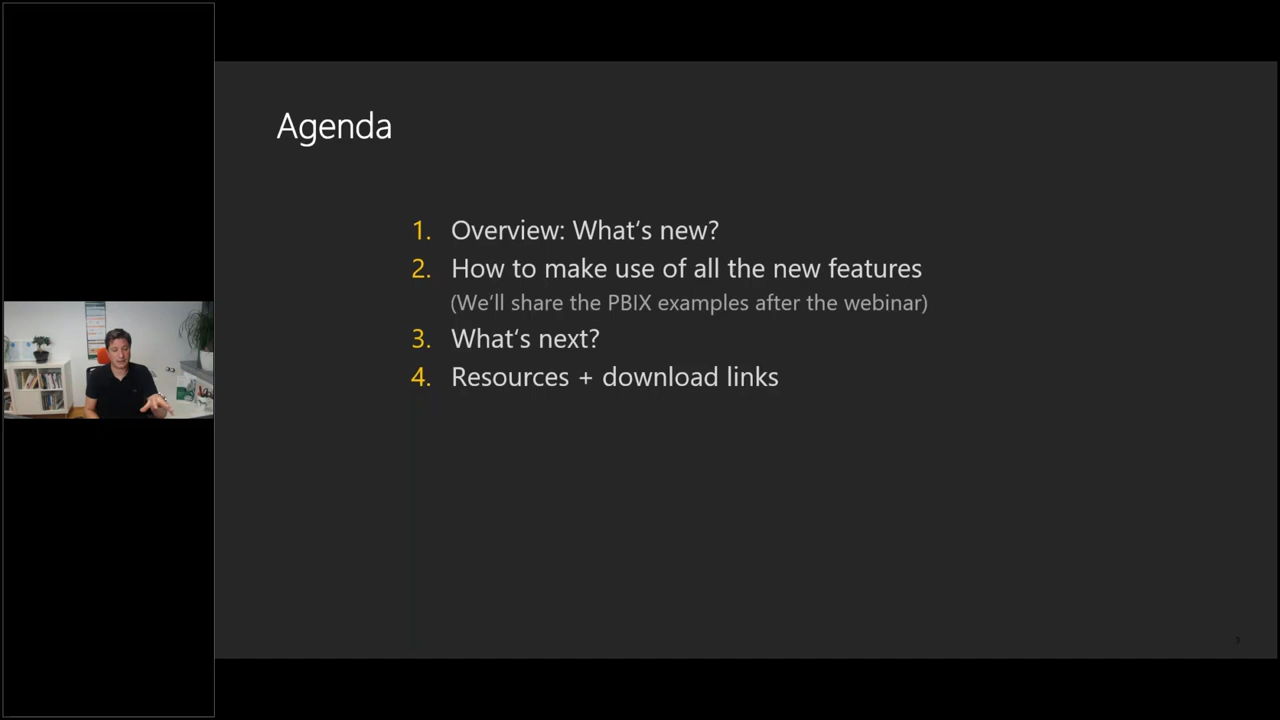 Agenda
1. Overview: What‘s new?
2. How to make use of all the new features
(We’ll share the PBIX examples after the webinar)
3. What‘s next?
4. Resources + download links